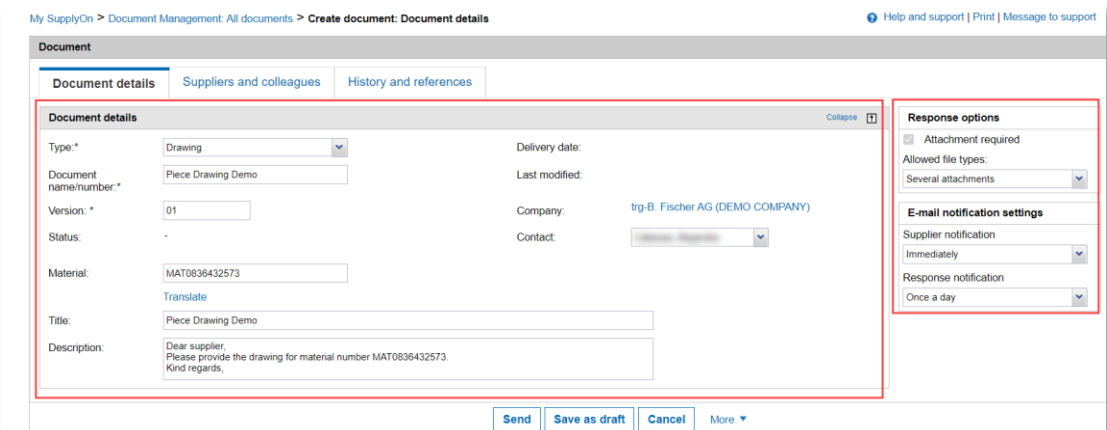 My SupplyOn > Document Management: All documents > Create document: Document details
Help and support | Print | Message to support
Document
Document details
Suppliers and colleagues
History and references
Document details
Collapse
Type:*
Drawing
Delivery date:
Document name/number:*
Piece Drawing Demo
Last modified:
Version: *
01
Company:
trg-B. Fischer AG (DEMO COMPANY)
Status:
-
Contact:
Material:
MAT0836432573
Translate
Title:
Piece Drawing Demo
Description:
Dear supplier,
Please provide the drawing for material number MAT0836432573.
Kind regards,
Response options
Attachment required
Allowed file types:
Several attachments
E-mail notification settings
Supplier notification
Immediately
Response notification
Once a day
Send
Save as draft
Cancel
More